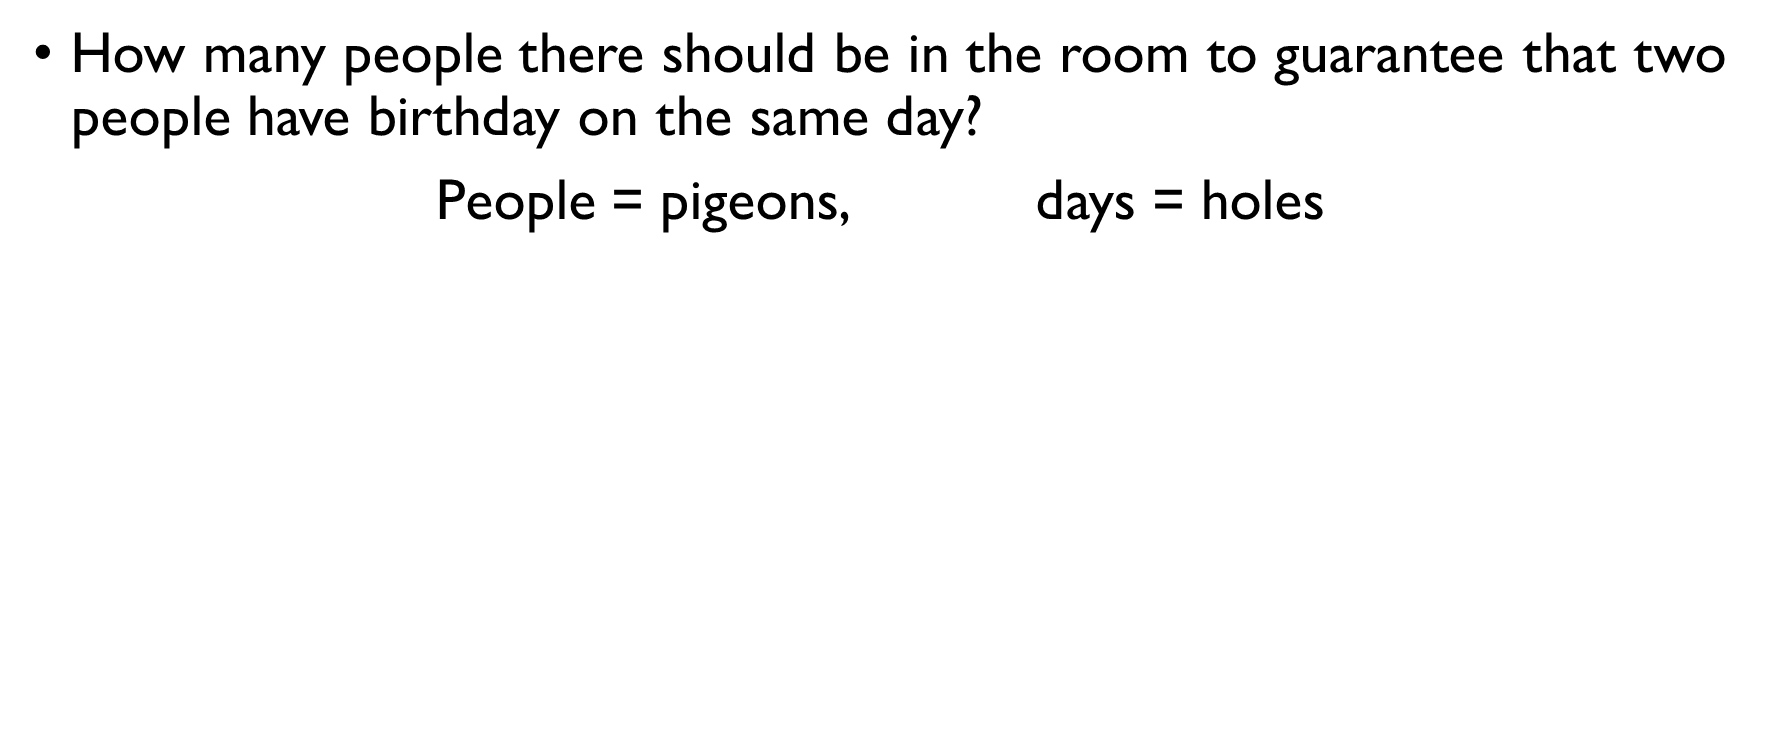 • How many people there should be in the room to guarantee that two
people have birthday on the same day?
People = pigeons, days = holes